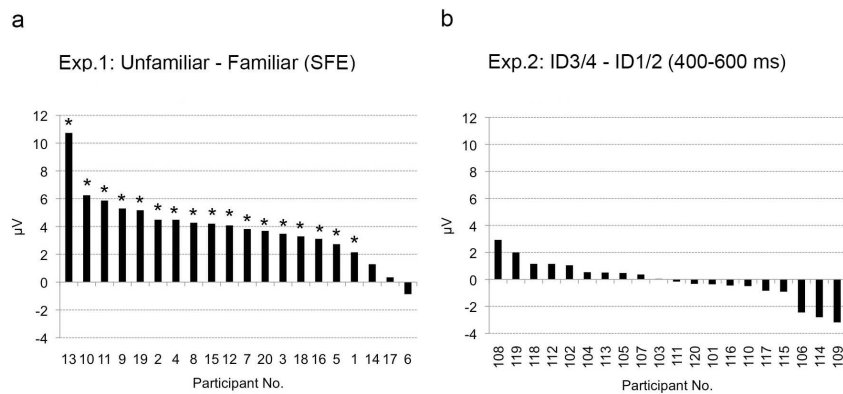 a
Exp.1: Unfamiliar - Familiar (SFE)
12
10
8
6
4
2
0
-2
-4
µV
* * * * * * * * * * * * * * * * *
13 10 11 9 19 2 4 8 15 12 7 20 3 18 16 5 1 14 17 6
Participant No.
b
Exp.2: ID3/4 - ID1/2 (400-600 ms)
12
10
8
6
4
2
0
-2
-4
µV
108 119 118 112 102 104 113 105 107 103 111 120 101 116 110 117 115 106 114 109
Participant No.